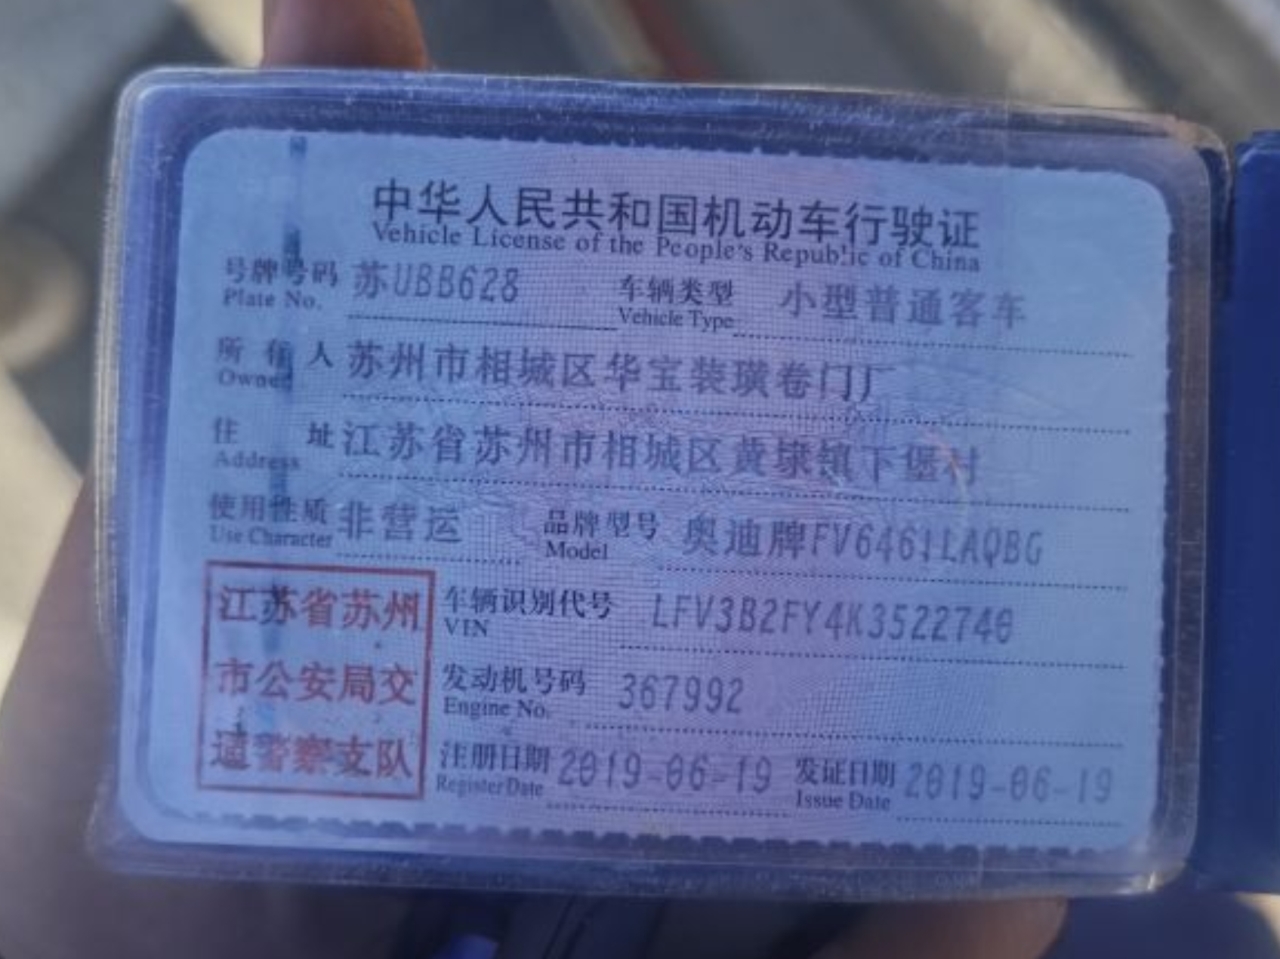 中华人民共和国机动车行驶证
Vehicle License of the People's Republic of China
号牌号码 苏UBB628 车辆类型 小型普通客车
Plate No. Vehicle Type
所有人 苏州市相城区华宝装璜卷门厂
Owner
住址 江苏省苏州市相城区黄埭镇下堡村
Address
使用性质 非营运 品牌型号 奥迪牌FV6461LAQBG
Use Character Model
江苏省苏州
市公安局交
通警察支队
车辆识别代号 LFV3B2FY4K3522740
VIN
发动机号码 367992
Engine No.
注册日期 2019-06-19 发证日期 2019-06-19
Register Date Issue Date